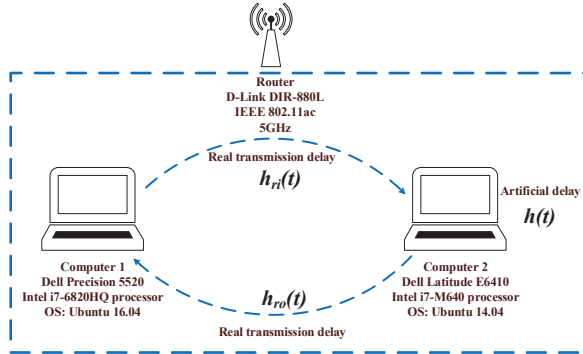 Router
D-Link DIR-880L
IEEE 802.11ac
5GHz
Real transmission delay
h_ri(t)
Artificial delay
h(t)
Computer 1
Dell Precision 5520
Intel i7-6820HQ processor
OS: Ubuntu 16.04
Computer 2
Dell Latitude E6410
Intel i7-M640 processor
OS: Ubuntu 14.04
h_ro(t)
Real transmission delay